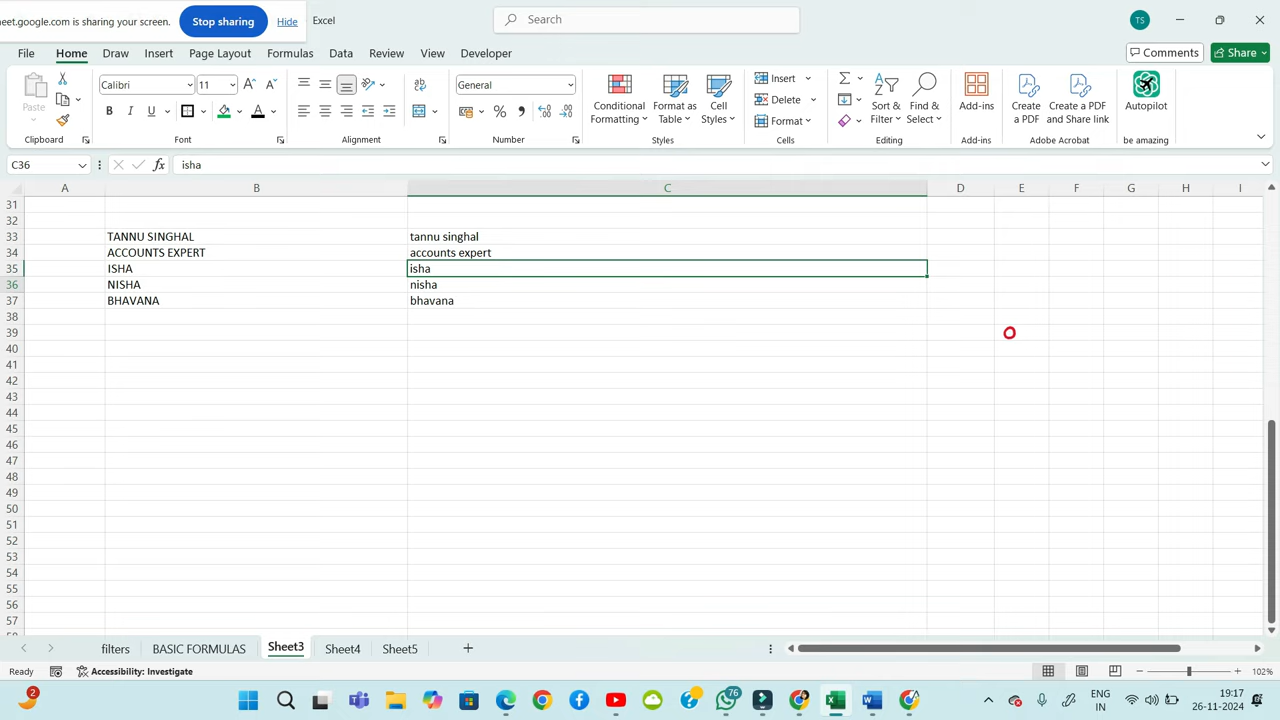 eet.google.com is sharing your screen. Stop sharing Hide Excel Search TS
File Home Draw Insert Page Layout Formulas Data Review View Developer Comments Share
Paste Calibri 11 General Conditional Formatting Format as Table Cell Styles Insert Delete Format Sort & Filter Find & Select Add-ins Create a PDF Create a PDF and Share link Autopilot
Clipboard Font Alignment Number Styles Cells Editing Add-ins Adobe Acrobat be amazing
C36 fx isha
A B C D E F G H I
31
32
33 TANNU SINGHAL tannu singhal
34 ACCOUNTS EXPERT accounts expert
35 ISHA isha
36 NISHA nisha
37 BHAVANA bhavana
38
39
40
41
42
43
44
45
46
47
48
49
50
51
52
53
54
55
56
57
filters BASIC FORMULAS Sheet3 Sheet4 Sheet5
Ready Accessibility: Investigate 102%
2 76 ENG 19:17
IN 26-11-2024